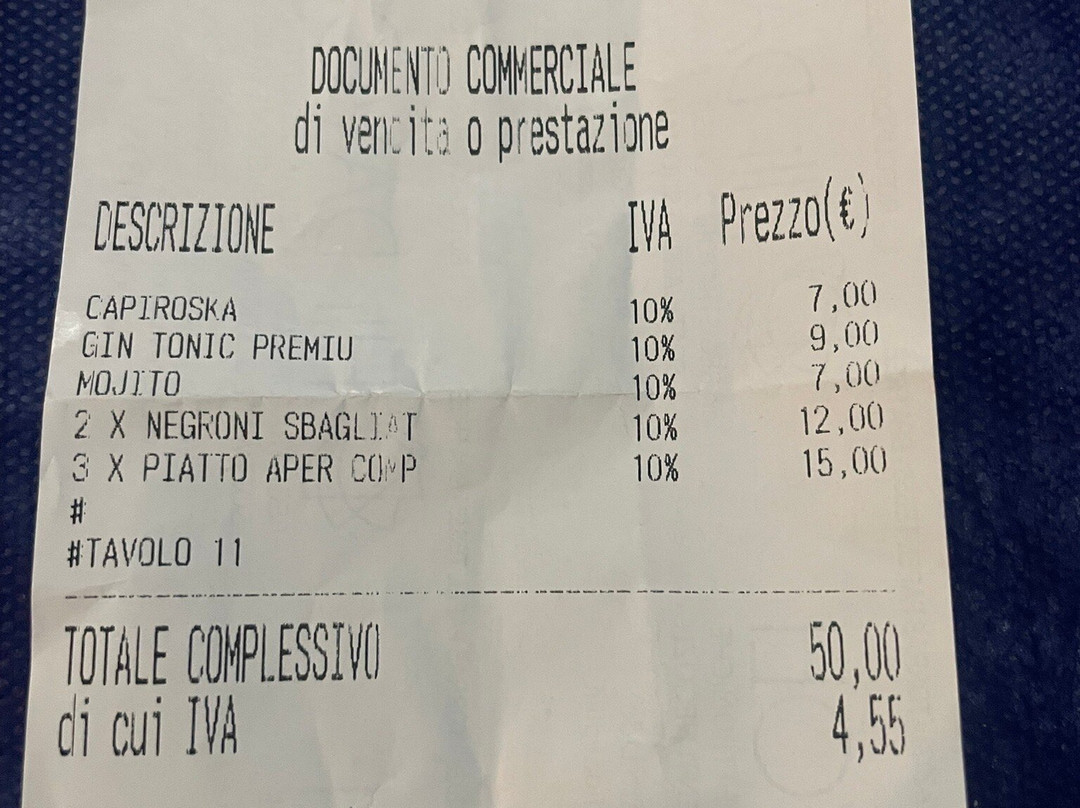 DOCUMENTO COMMERCIALE
di vendita o prestazione
DESCRIZIONE IVA Prezzo(€)
CAPIROSKA 10% 7,00
GIN TONIC PREMIU 10% 9,00
MOJITO 10% 7,00
2 X NEGRONI SBAGLIAT 10% 12,00
3 X PIATTO APER COMP 10% 15,00
#
#TAVOLO 11
TOTALE COMPLESSIVO 50,00
di cui IVA 4,55